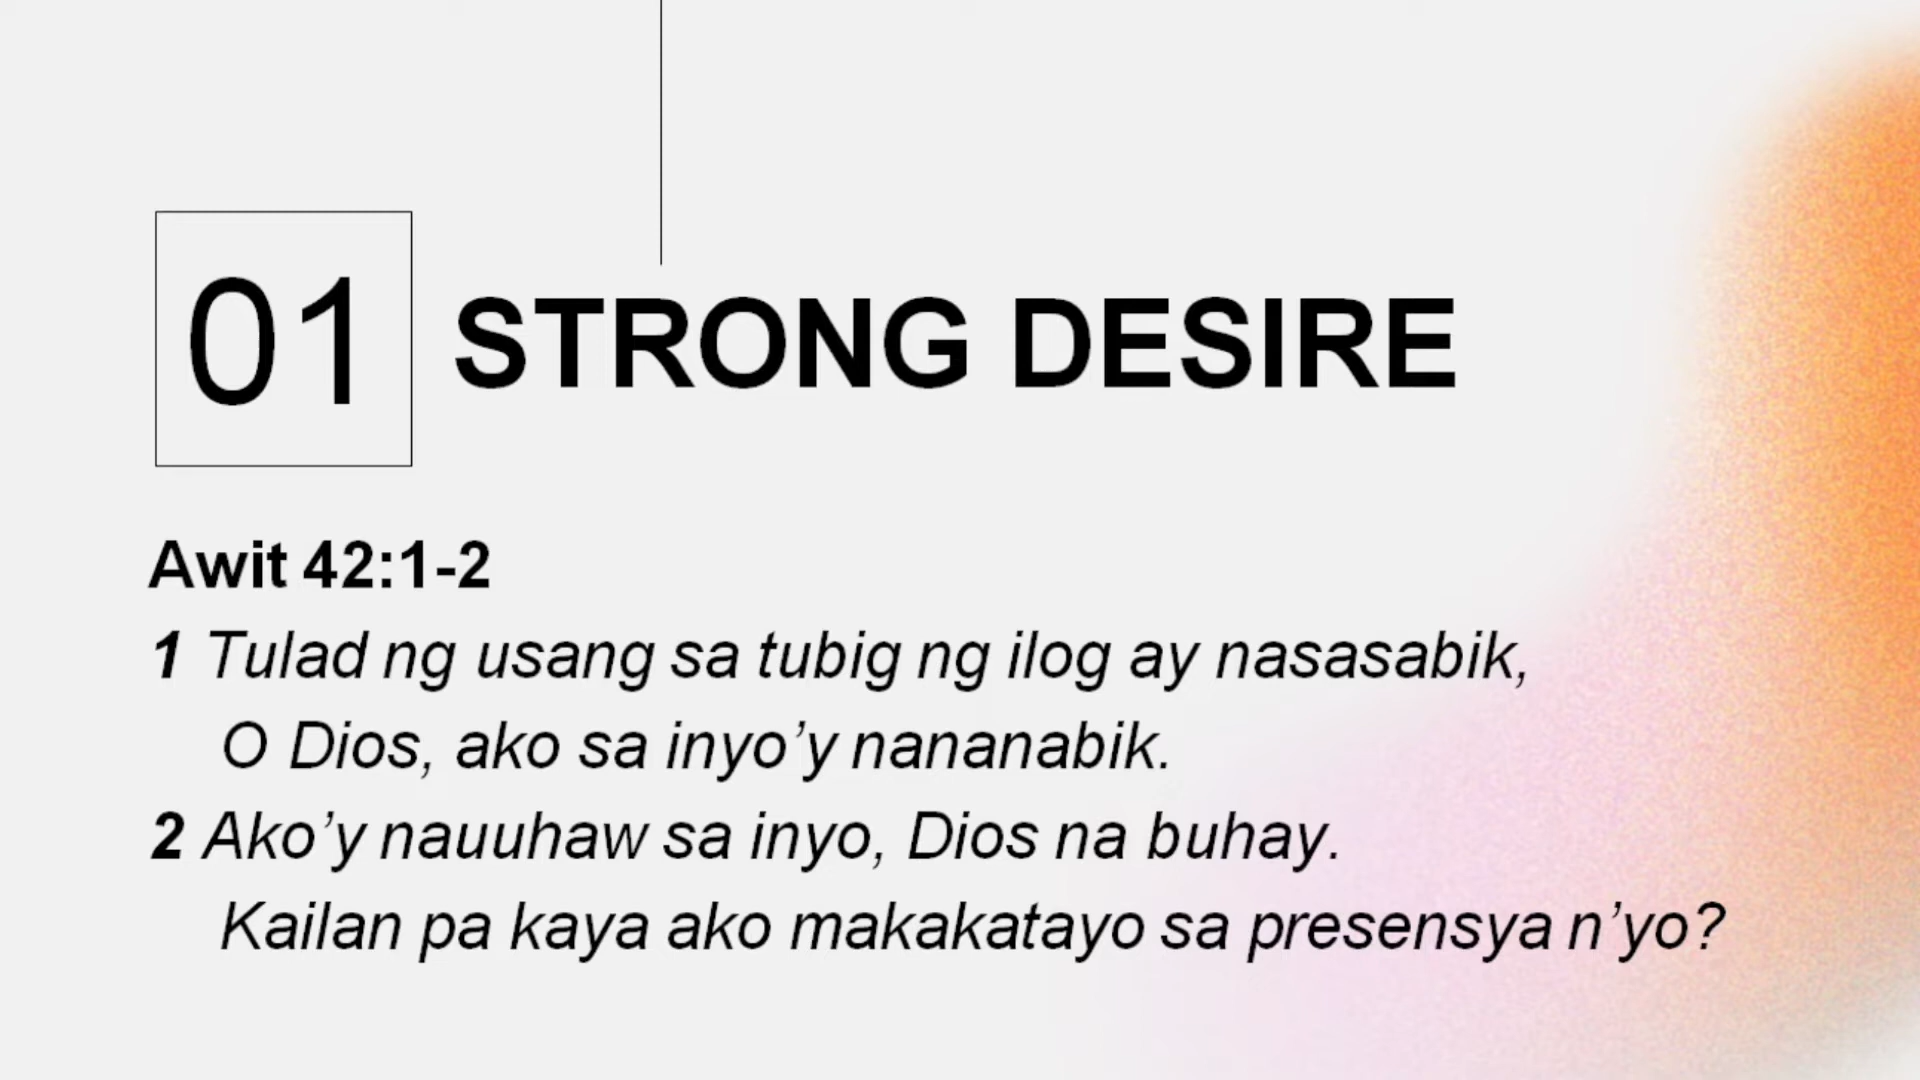 01 STRONG DESIRE
Awit 42:1-2
1 Tulad ng usang sa tubig ng ilog ay nasasabik,
O Dios, ako sa inyo’y nananabik.
2 Ako’y nauuhaw sa inyo, Dios na buhay.
Kailan pa kaya ako makakatayo sa presensya n’yo?